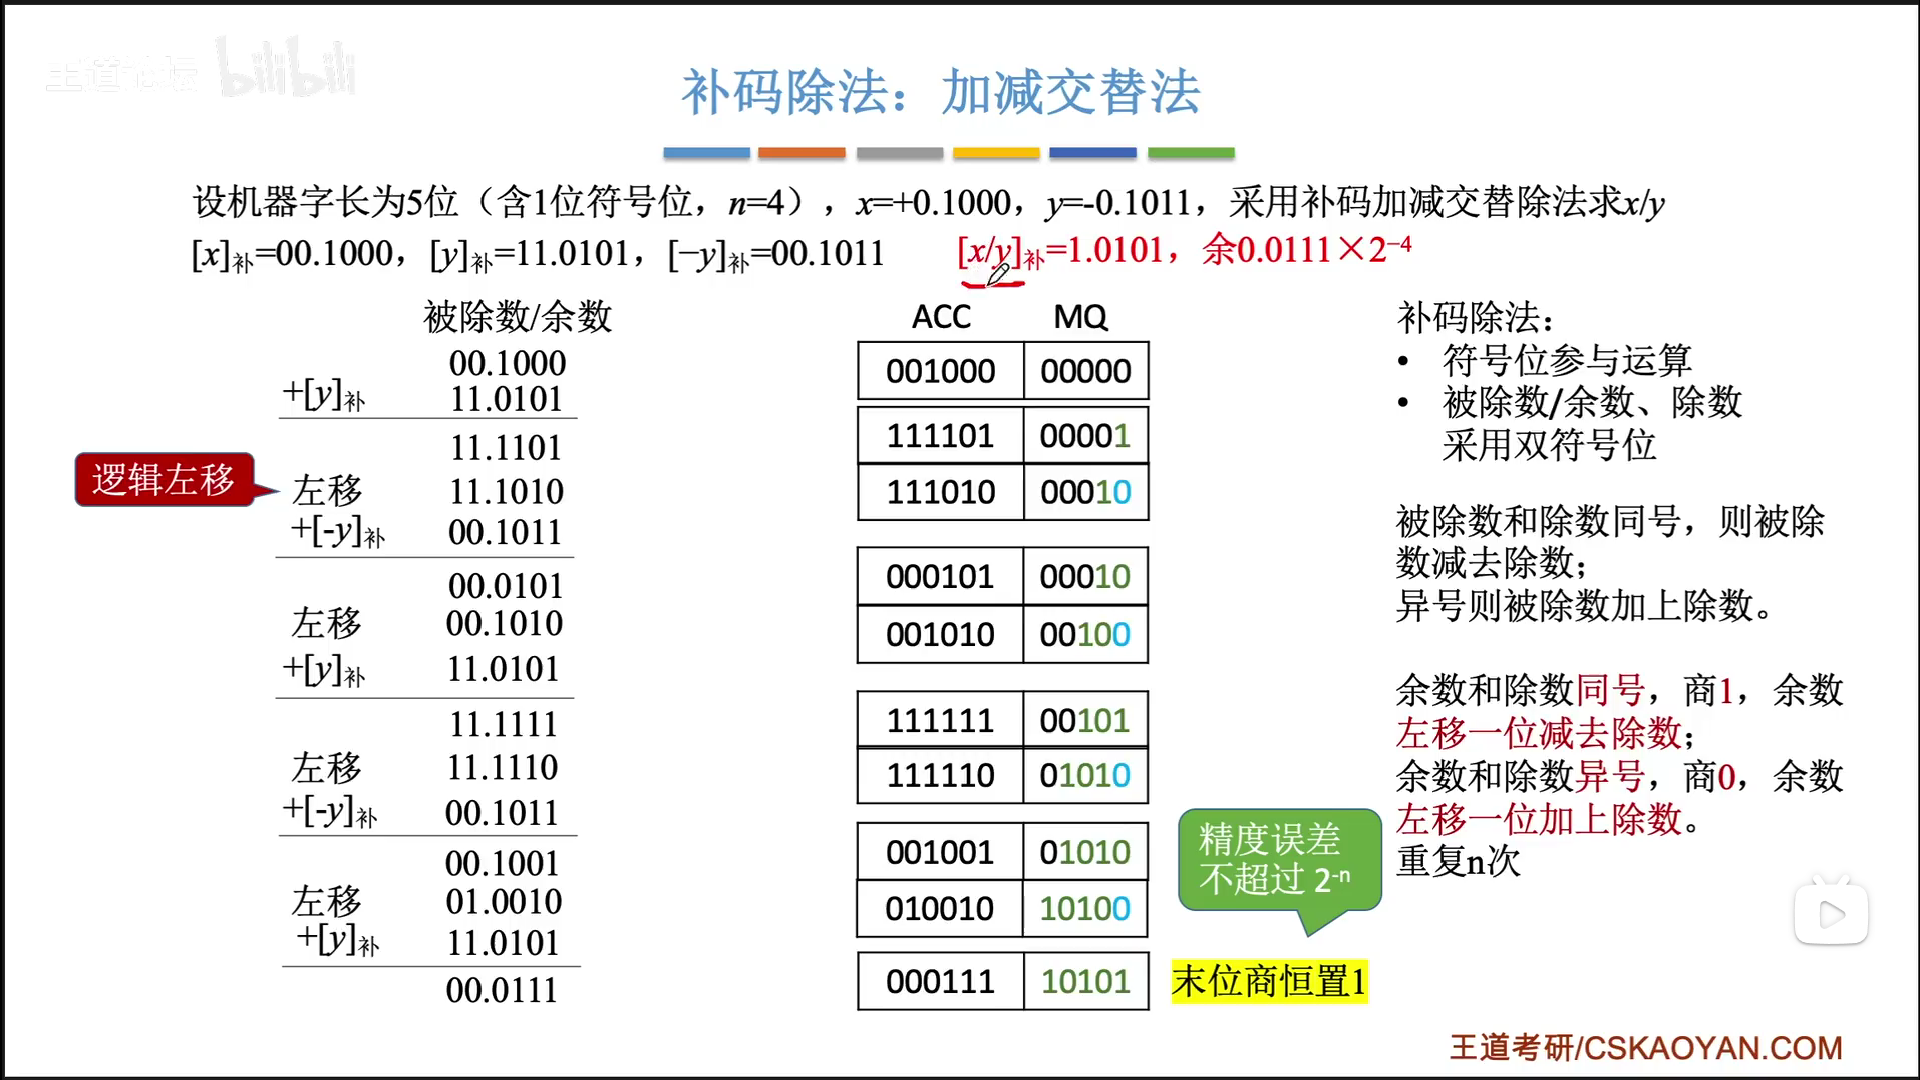 王道论坛 bilibili
补码除法：加减交替法
设机器字长为5位（含1位符号位，n=4），x=+0.1000，y=-0.1011，采用补码加减交替除法求x/y
[x]补=00.1000，[y]补=11.0101，[−y]补=00.1011 [x/y]补=1.0101，余0.0111×2⁻⁴
被除数/余数
00.1000
+[y]补 11.0101
11.1101
逻辑左移
左移 11.1010
+[-y]补 00.1011
00.0101
左移 00.1010
+[y]补 11.0101
11.1111
左移 11.1110
+[-y]补 00.1011
00.1001
左移 01.0010
+[y]补 11.0101
00.0111
ACC MQ
001000 00000
111101 00001
111010 00010
000101 00010
001010 00100
111111 00101
111110 01010
001001 01010
010010 10100
000111 10101
末位商恒置1
精度误差
不超过 2⁻ⁿ
补码除法：
• 符号位参与运算
• 被除数/余数、除数
采用双符号位
被除数和除数同号，则被除
数减去除数；
异号则被除数加上除数。
余数和除数同号，商1，余数
左移一位减去除数；
余数和除数异号，商0，余数
左移一位加上除数。
重复n次
王道考研/CSKAOYAN.COM